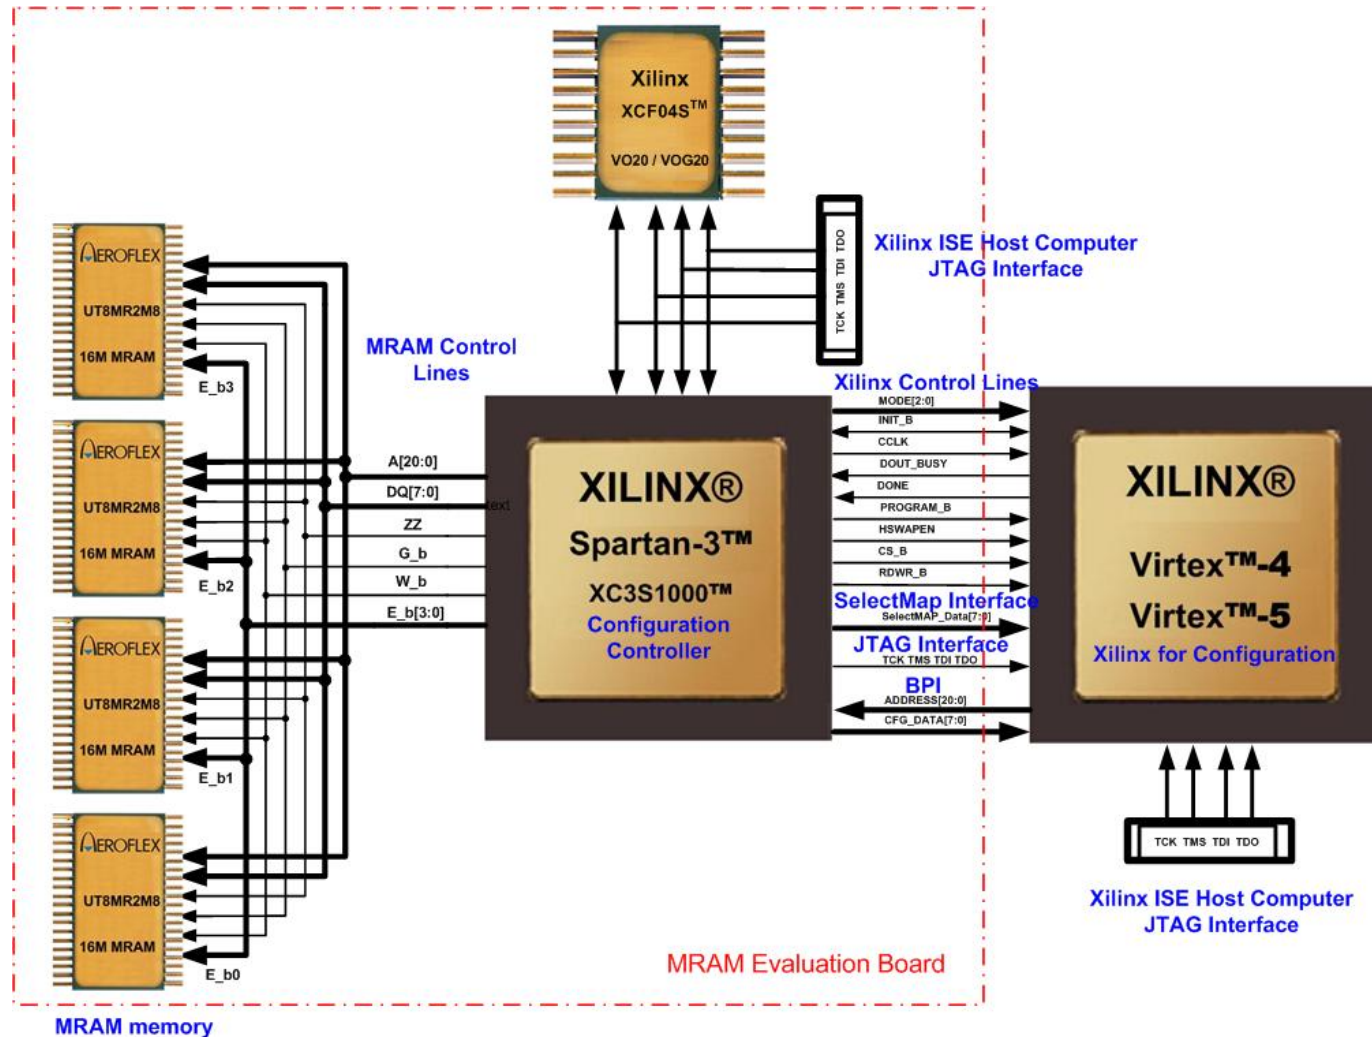 Xilinx
XCF04S™
VO20 / VOG20
TCK TMS TDI TDO
Xilinx ISE Host Computer
JTAG Interface
AEROFLEX
UT8MR2M8
16M MRAM
E_b3
AEROFLEX
UT8MR2M8
16M MRAM
E_b2
AEROFLEX
UT8MR2M8
16M MRAM
E_b1
AEROFLEX
UT8MR2M8
16M MRAM
E_b0
MRAM memory
MRAM Control
Lines
A[20:0]
DQ[7:0]
text
ZZ
G_b
W_b
E_b[3:0]
XILINX®
Spartan-3™
XC3S1000™
Configuration
Controller
Xilinx Control Lines
MODE[2:0]
INIT_B
CCLK
DOUT_BUSY
DONE
PROGRAM_B
HSWAPEN
CS_B
RDWR_B
SelectMap Interface
SelectMAP_Data[7:0]
JTAG Interface
TCK TMS TDI TDO
BPI
ADDRESS[20:0]
CFG_DATA[7:0]
XILINX®
Virtex™-4
Virtex™-5
Xilinx for Configuration
TCK TMS TDI TDO
Xilinx ISE Host Computer
JTAG Interface
MRAM Evaluation Board